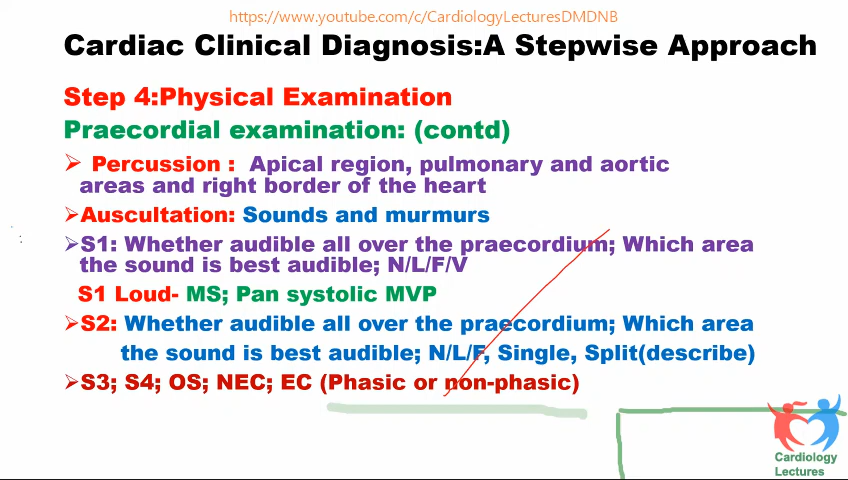 https://www.youtube.com/c/CardiologyLecturesDMDNB
Cardiac Clinical Diagnosis:A Stepwise Approach
Step 4:Physical Examination
Praecordial examination: (contd)
➢ Percussion : Apical region, pulmonary and aortic
areas and right border of the heart
➢Auscultation: Sounds and murmurs
➢S1: Whether audible all over the praecordium; Which area
the sound is best audible; N/L/F/V
S1 Loud- MS; Pan systolic MVP
➢S2: Whether audible all over the praecordium; Which area
the sound is best audible; N/L/F, Single, Split(describe)
➢S3; S4; OS; NEC; EC (Phasic or non-phasic)
Cardiology
Lectures